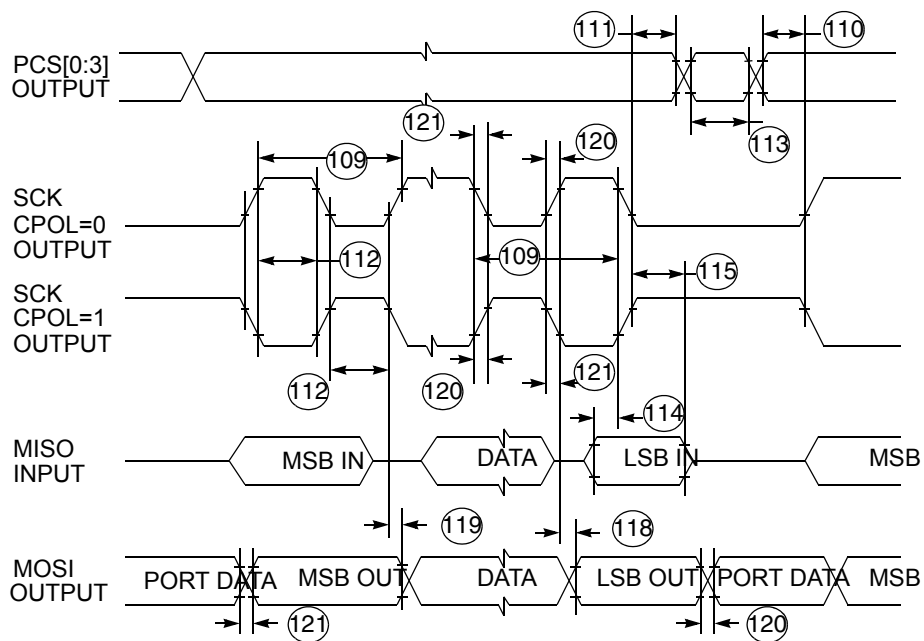 111
110
PCS[0:3]
OUTPUT
121
120
113
109
SCK
CPOL=0
OUTPUT
112
109
115
SCK
CPOL=1
OUTPUT
112
120
121
114
MISO
INPUT
MSB IN
DATA
LSB IN
MSB
119
118
MOSI
OUTPUT
PORT DATA
MSB OUT
DATA
LSB OUT
PORT DATA
MSB
121
120